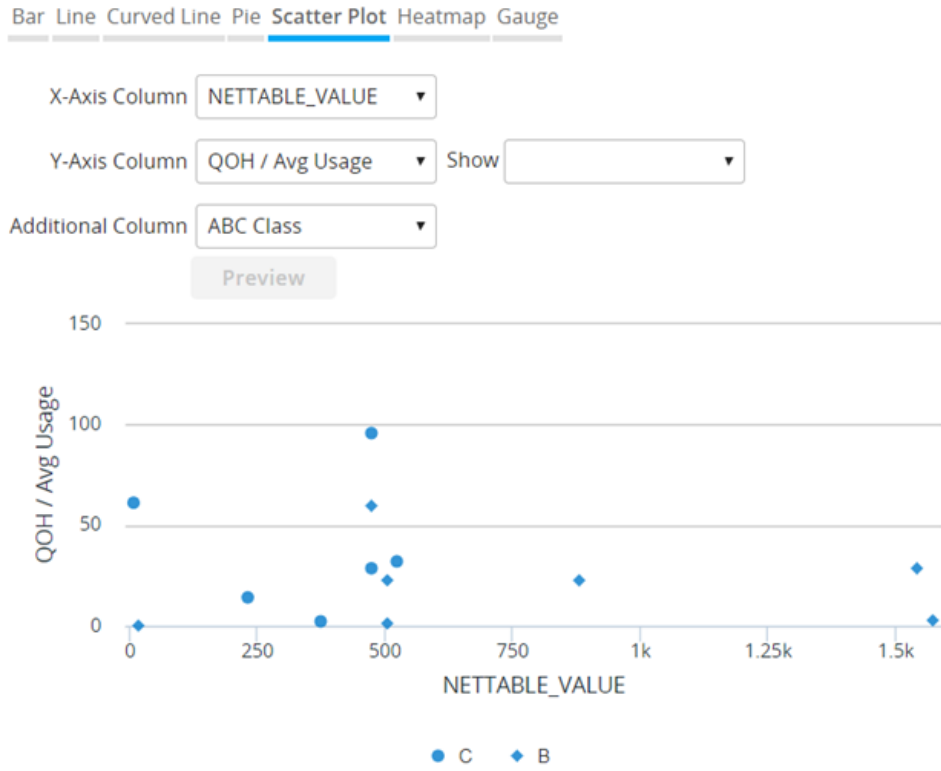 Bar Line Curved Line Pie Scatter Plot Heatmap Gauge
X-Axis Column NETTABLE_VALUE
Y-Axis Column QOH / Avg Usage Show
Additional Column ABC Class
Preview
150
100
50
0
QOH / Avg Usage
0 250 500 750 1k 1.25k 1.5k
NETTABLE_VALUE
C B